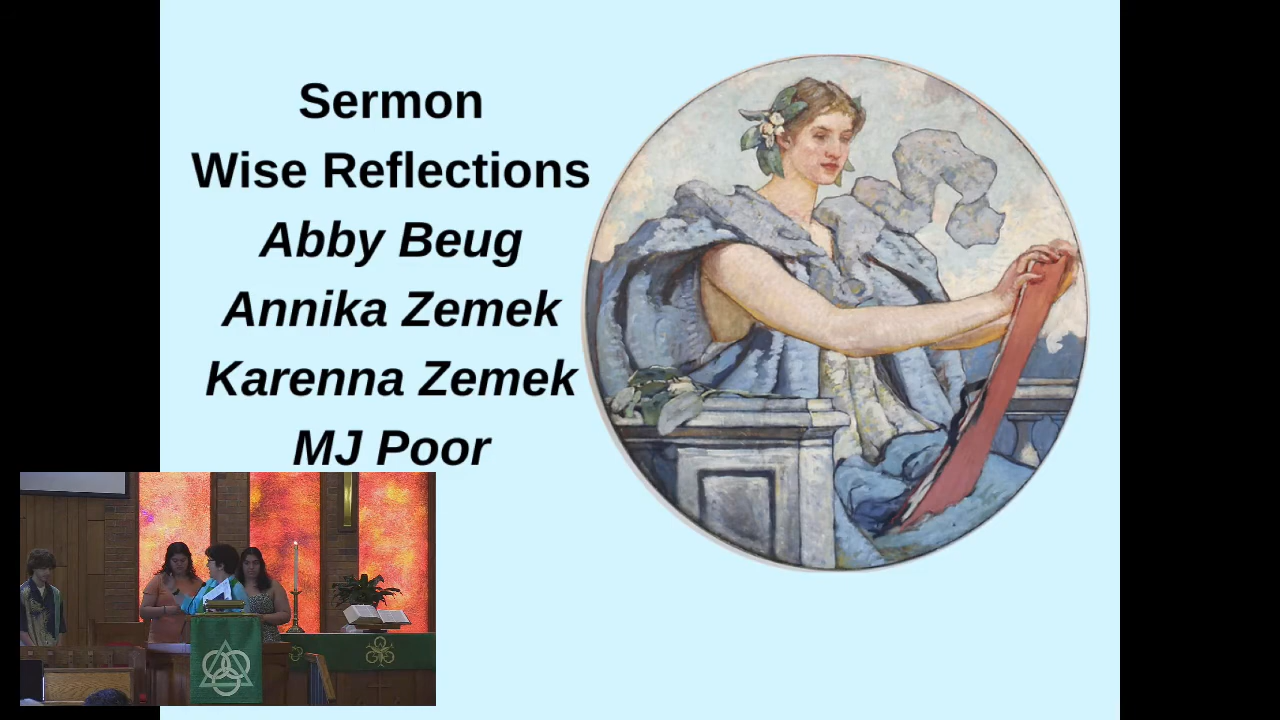 Sermon
Wise Reflections
Abby Beug
Annika Zemek
Karenna Zemek
MJ Poor